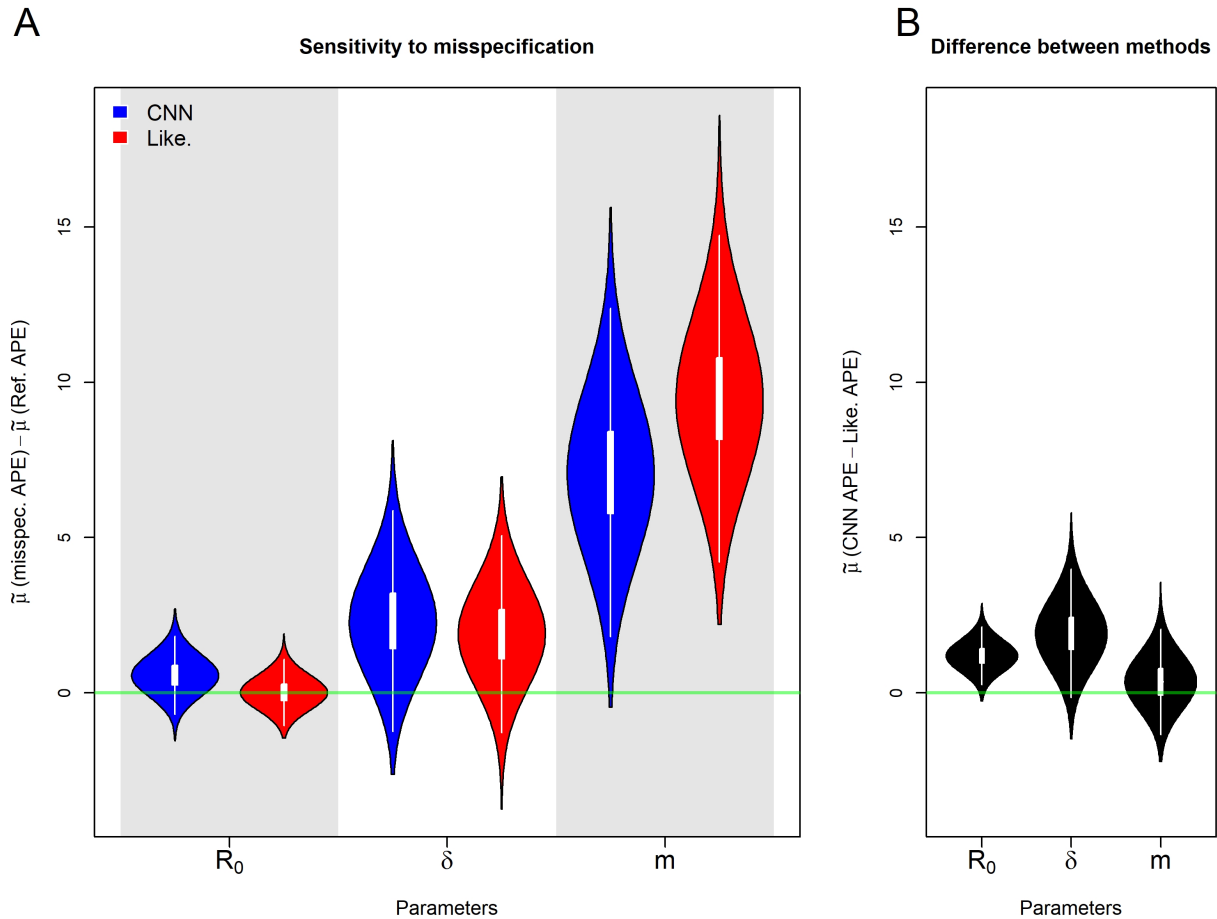 A
Sensitivity to misspecification
CNN
Like.
μ̃ (misspec. APE) − μ̃ (Ref. APE)
15
10
5
0
R₀ δ m
Parameters
B
Difference between methods
μ̃ (CNN APE − Like. APE)
15
10
5
0
R₀ δ m
Parameters